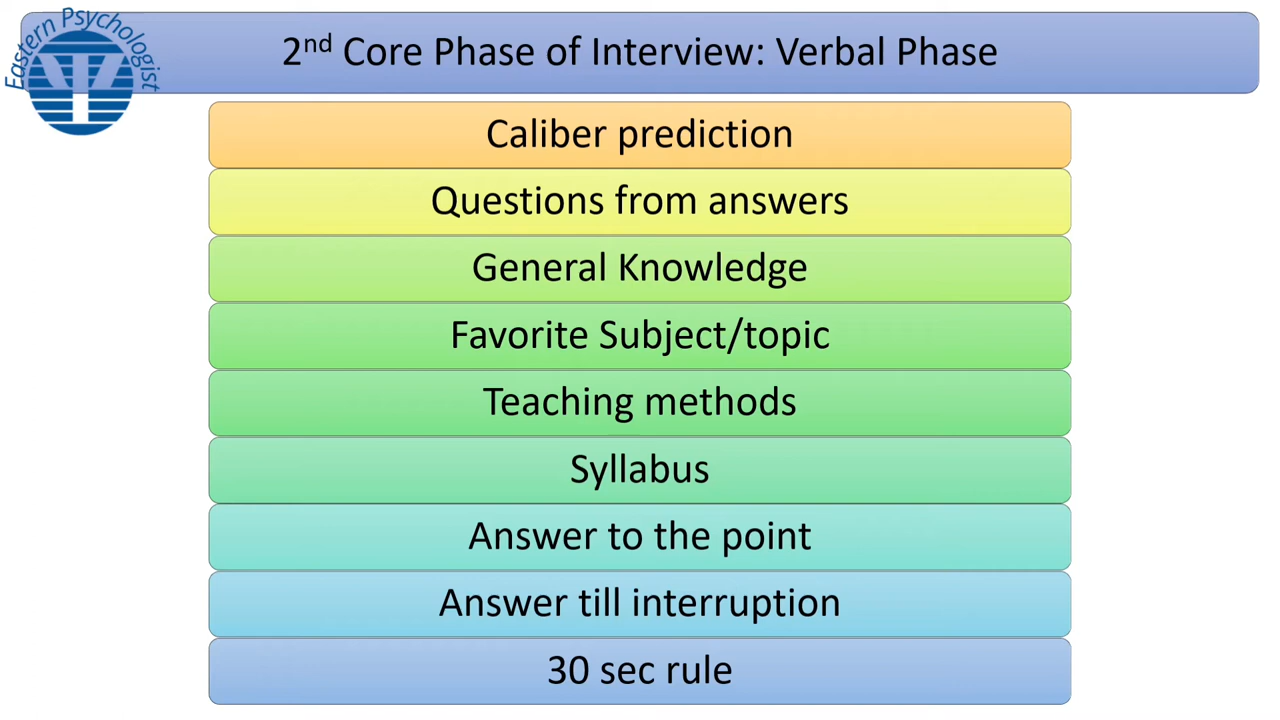 Eastern Psychologist
2nd Core Phase of Interview: Verbal Phase
Caliber prediction
Questions from answers
General Knowledge
Favorite Subject/topic
Teaching methods
Syllabus
Answer to the point
Answer till interruption
30 sec rule